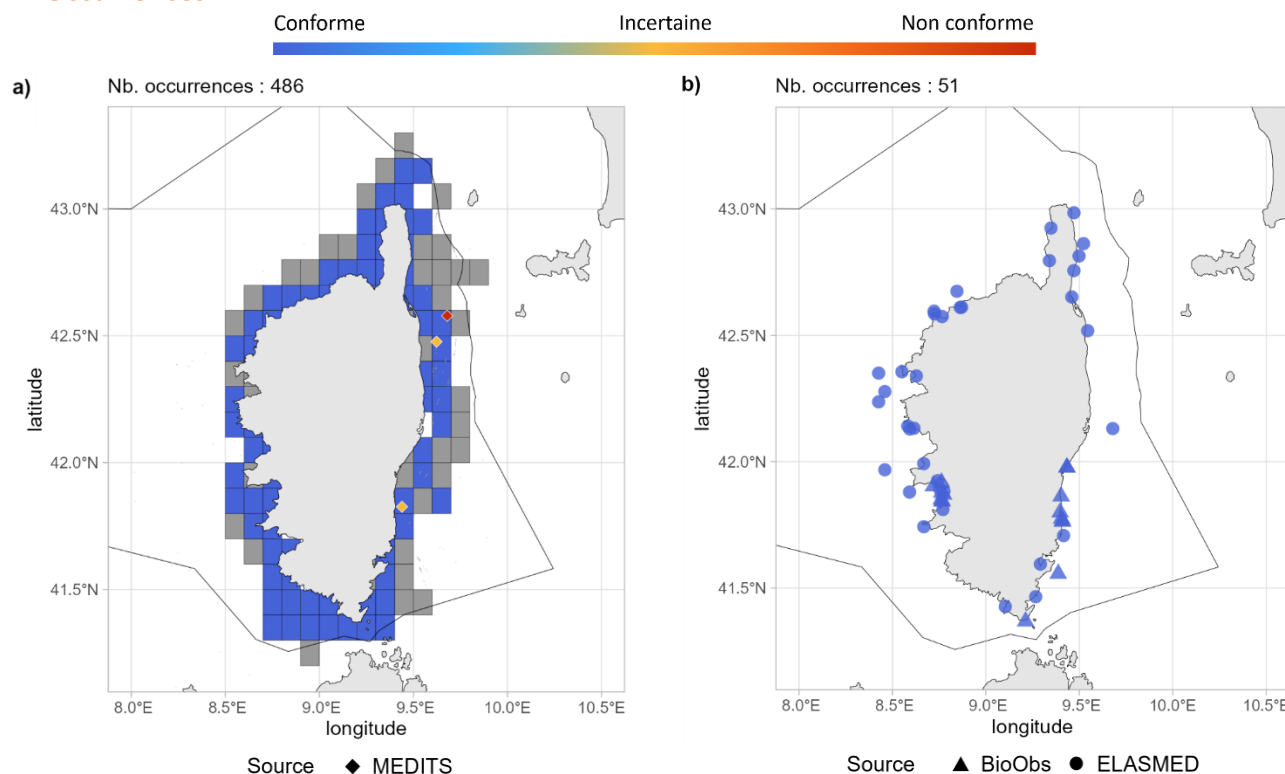 Conforme Incertaine Non conforme
a) Nb. occurrences : 486
43.0°N
42.5°N
42.0°N
41.5°N
latitude
8.0°E 8.5°E 9.0°E 9.5°E 10.0°E 10.5°E
longitude
Source MEDITS
b) Nb. occurrences : 51
43.0°N
42.5°N
42.0°N
41.5°N
latitude
8.0°E 8.5°E 9.0°E 9.5°E 10.0°E 10.5°E
longitude
Source BioObs ELASMED